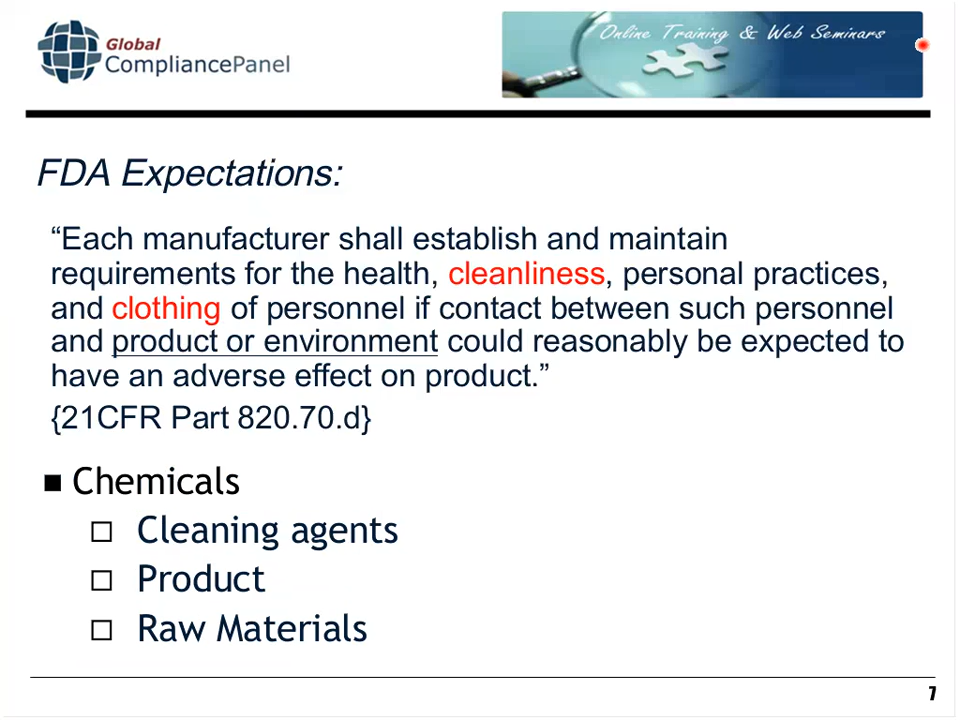 Global
CompliancePanel
Online Training & Web Seminars
FDA Expectations:
“Each manufacturer shall establish and maintain
requirements for the health, cleanliness, personal practices,
and clothing of personnel if contact between such personnel
and product or environment could reasonably be expected to
have an adverse effect on product.”
{21CFR Part 820.70.d}
Chemicals
Cleaning agents
Product
Raw Materials
7